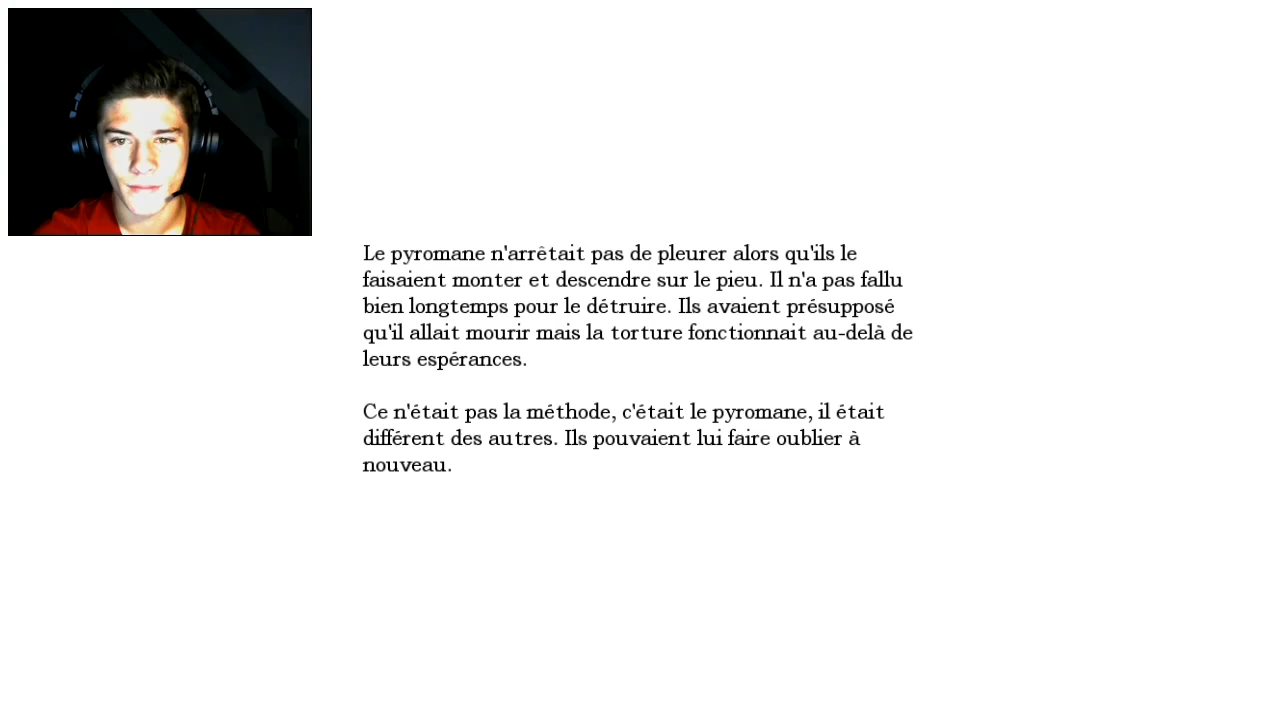 Le pyromane n'arrêtait pas de pleurer alors qu'ils le
faisaient monter et descendre sur le pieu. Il n'a pas fallu
bien longtemps pour le détruire. Ils avaient présupposé
qu'il allait mourir mais la torture fonctionnait au-delà de
leurs espérances.

Ce n'était pas la méthode, c'était le pyromane, il était
différent des autres. Ils pouvaient lui faire oublier à
nouveau.